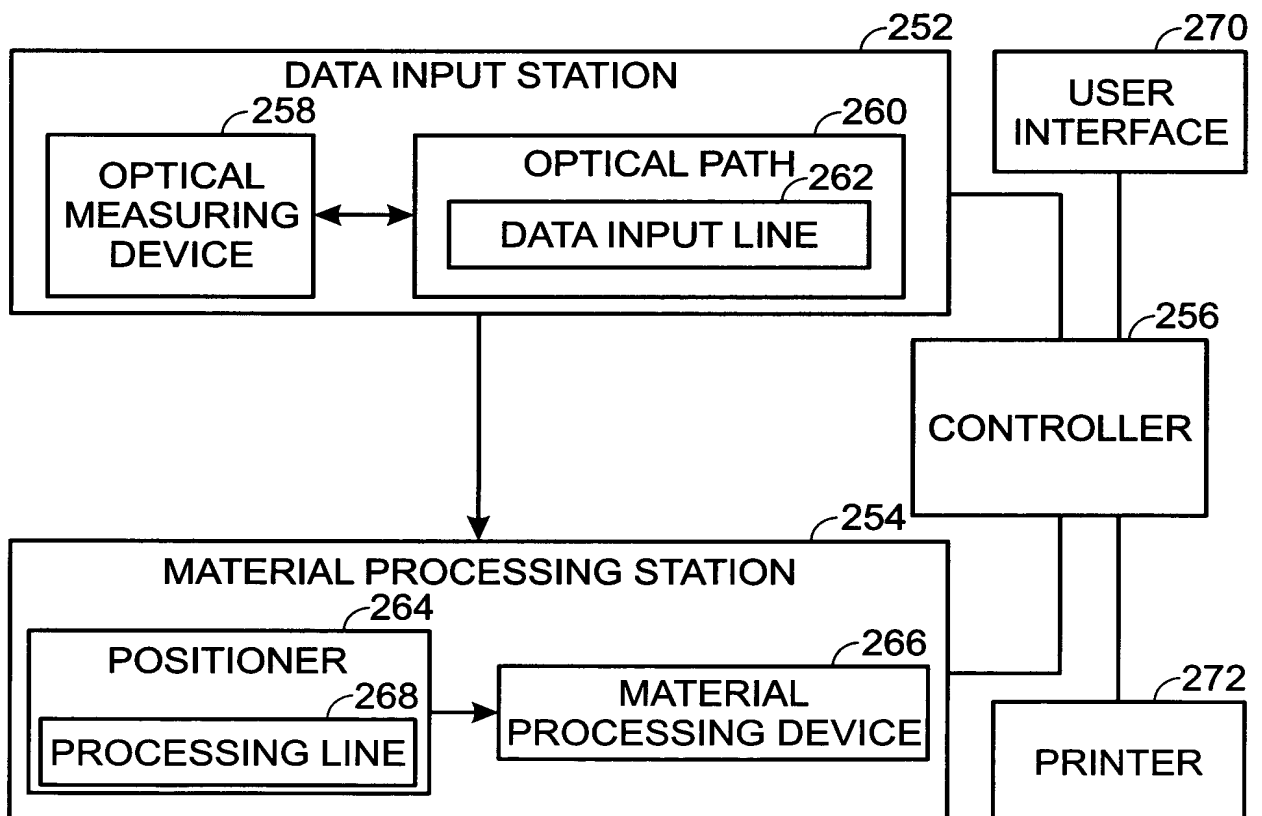 252
DATA INPUT STATION
258
OPTICAL
MEASURING
DEVICE
260
OPTICAL PATH
262
DATA INPUT LINE
270
USER
INTERFACE
256
CONTROLLER
254
MATERIAL PROCESSING STATION
264
POSITIONER
268
PROCESSING LINE
266
MATERIAL
PROCESSING DEVICE
272
PRINTER